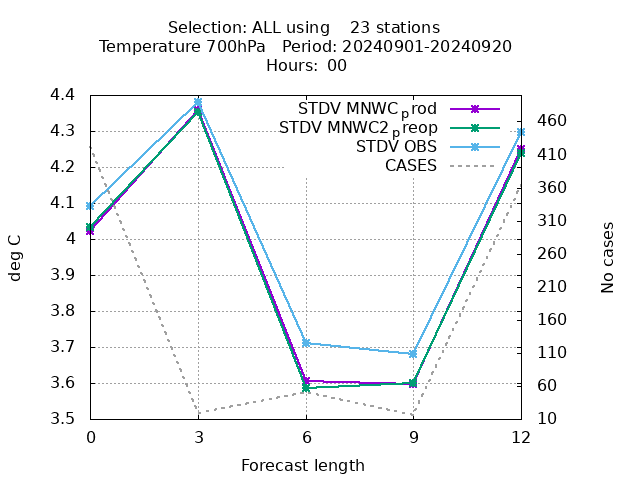 Selection: ALL using    23 stations
Temperature 700hPa   Period: 20240901-20240920
Hours:  00
STDV MNWCprod
STDV MNWC2preop
STDV OBS
CASES
4.4
4.3
4.2
4.1
4
3.9
3.8
3.7
3.6
3.5
deg C
460
410
360
310
260
210
160
110
60
10
No cases
0 3 6 9 12
Forecast length